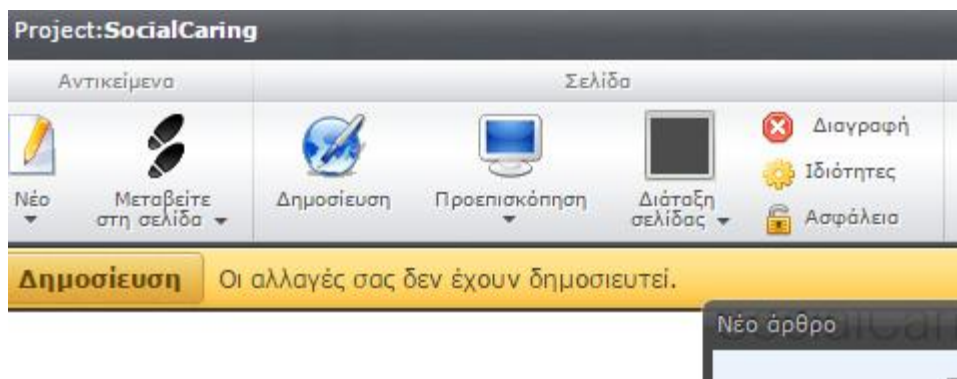 Project:SocialCaring
Αντικείμενα
Σελίδα
Νέο
Μεταβείτε
στη σελίδα
Δημοσίευση
Προεπισκόπηση
Διάταξη
σελίδας
Διαγραφή
Ιδιότητες
Ασφάλεια
Δημοσίευση Οι αλλαγές σας δεν έχουν δημοσιευτεί.
Νέο άρθρο